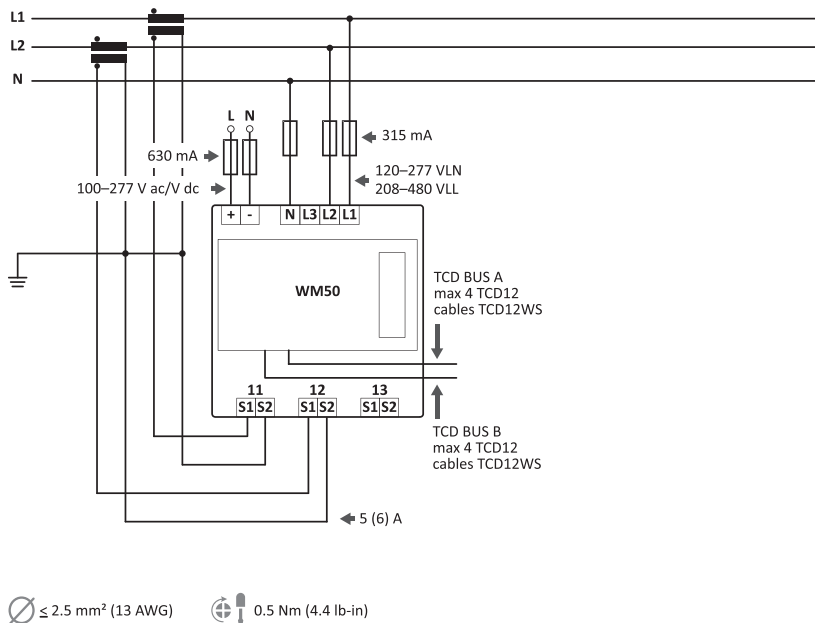 L1
L2
N
L N
630 mA
315 mA
100–277 V ac/V dc
120–277 VLN
208–480 VLL
+ - N L3 L2 L1
WM50
TCD BUS A
max 4 TCD12
cables TCD12WS
11 12 13
S1 S2 S1 S2 S1 S2
TCD BUS B
max 4 TCD12
cables TCD12WS
5 (6) A
≤ 2.5 mm² (13 AWG)
0.5 Nm (4.4 lb-in)